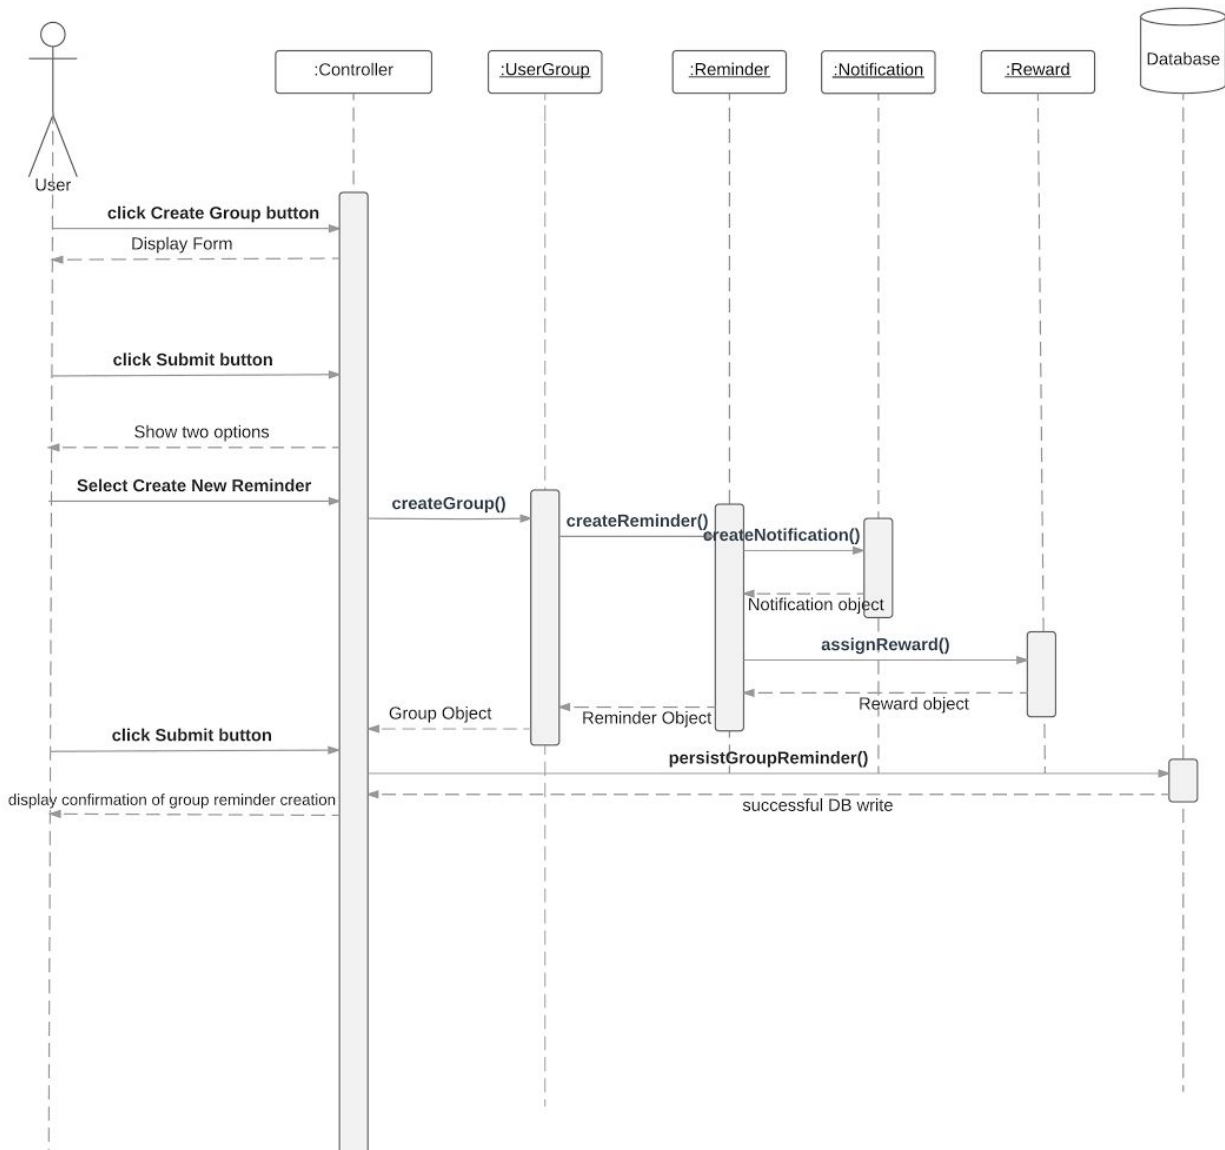 :Controller
:UserGroup
:Reminder
:Notification
:Reward
Database
User
click Create Group button
Display Form
click Submit button
Show two options
Select Create New Reminder
createGroup()
createReminder()
createNotification()
Notification object
assignReward()
Reward object
Reminder Object
Group Object
click Submit button
persistGroupReminder()
display confirmation of group reminder creation
successful DB write